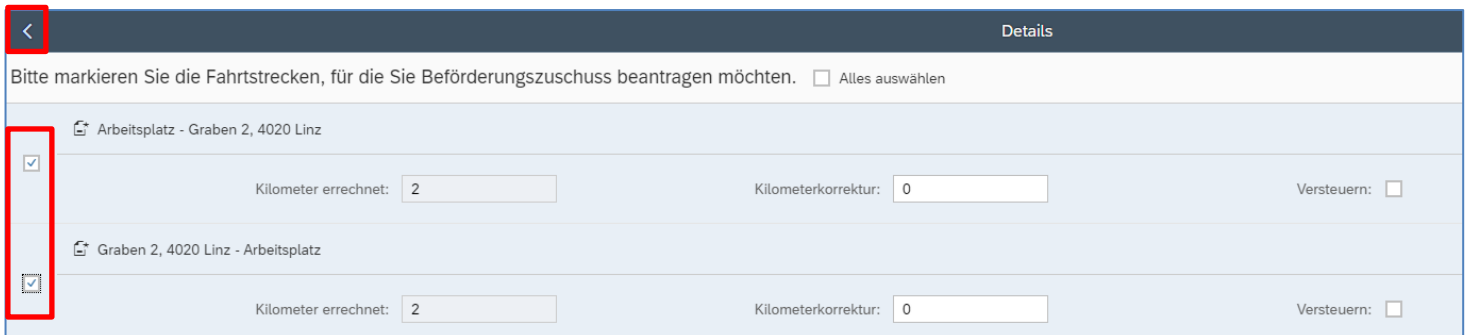 Details
Bitte markieren Sie die Fahrtstrecken, für die Sie Beförderungszuschuss beantragen möchten. Alles auswählen
Arbeitsplatz - Graben 2, 4020 Linz
Kilometer errechnet: 2 Kilometerkorrektur: 0 Versteuern:
Graben 2, 4020 Linz - Arbeitsplatz
Kilometer errechnet: 2 Kilometerkorrektur: 0 Versteuern: